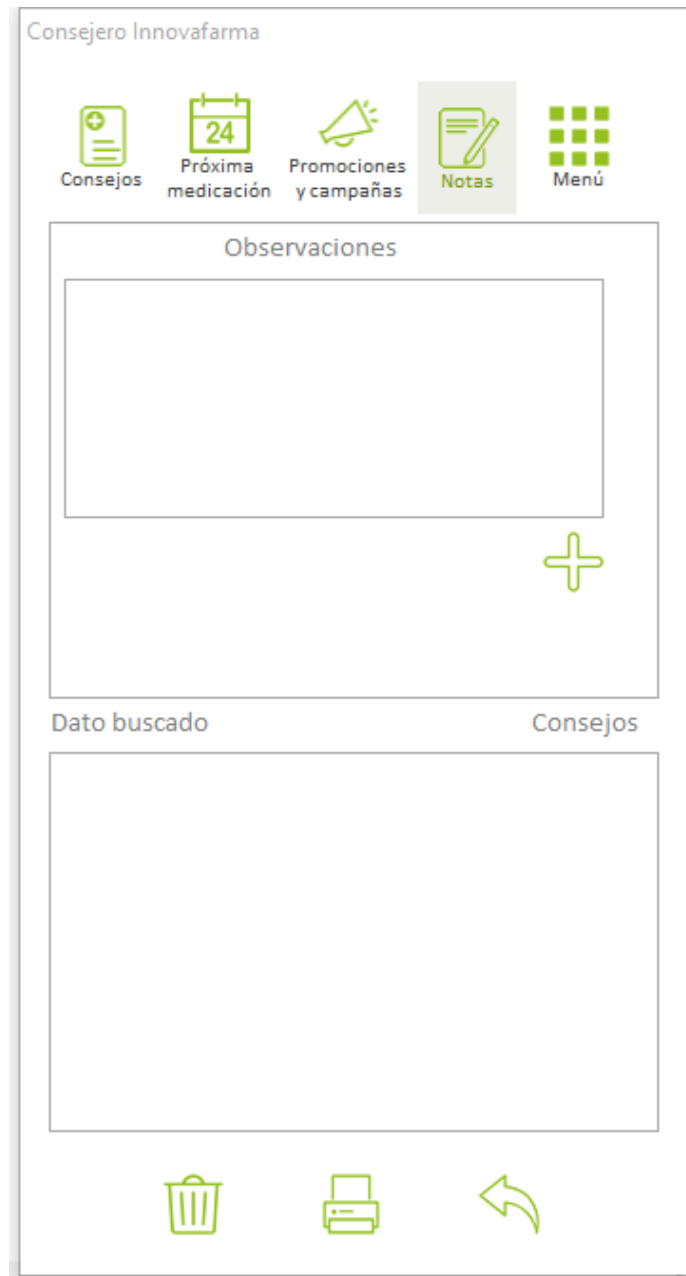 Consejero Innovafarma
24
Consejos
Próxima
medicación
Promociones
y campañas
Notas
Menú
Observaciones
Dato buscado
Consejos